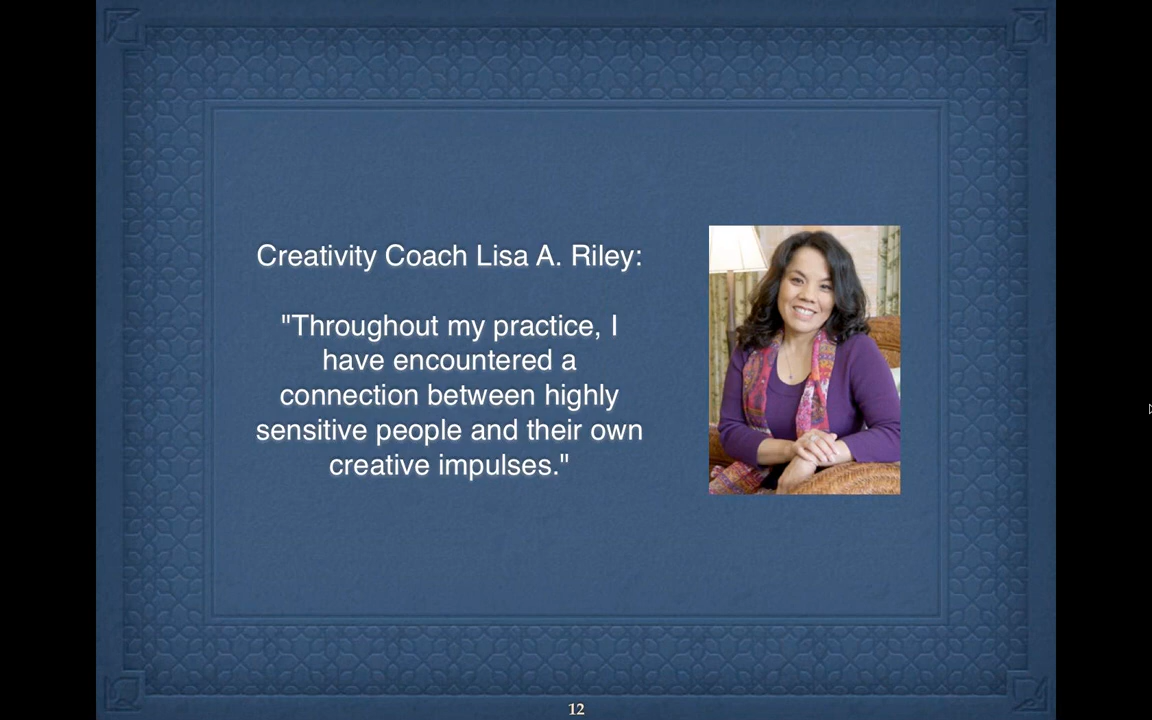 Creativity Coach Lisa A. Riley:
"Throughout my practice, I
have encountered a
connection between highly
sensitive people and their own
creative impulses."
12